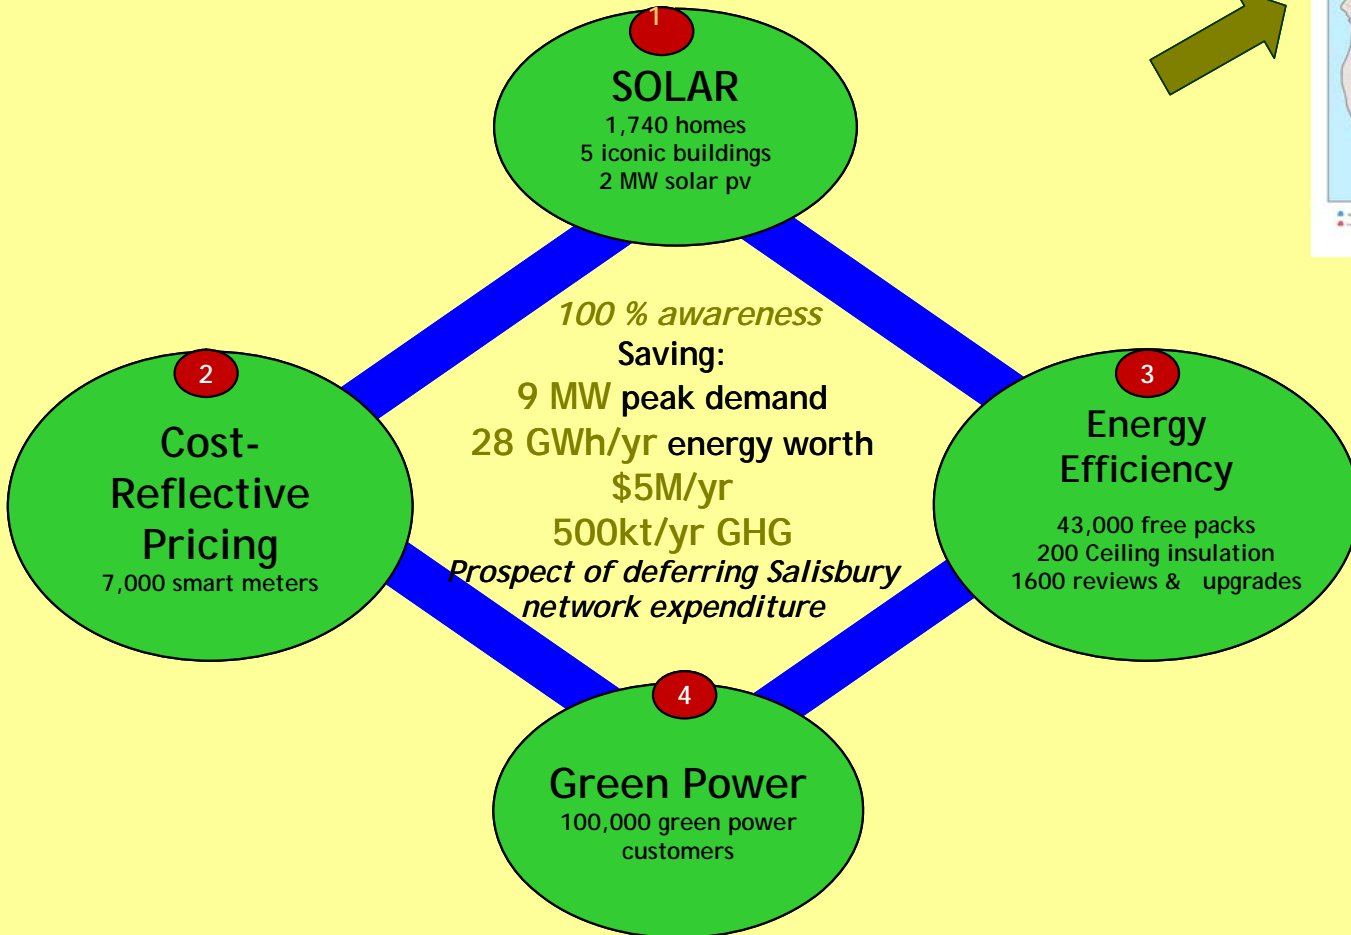 1
SOLAR
1,740 homes
5 iconic buildings
2 MW solar pv
100 % awareness
Saving:
9 MW peak demand
28 GWh/yr energy worth
$5M/yr
500kt/yr GHG
Prospect of deferring Salisbury
network expenditure
2
Cost-
Reflective
Pricing
7,000 smart meters
3
Energy
Efficiency
43,000 free packs
200 Ceiling insulation
1600 reviews & upgrades
4
Green Power
100,000 green power
customers